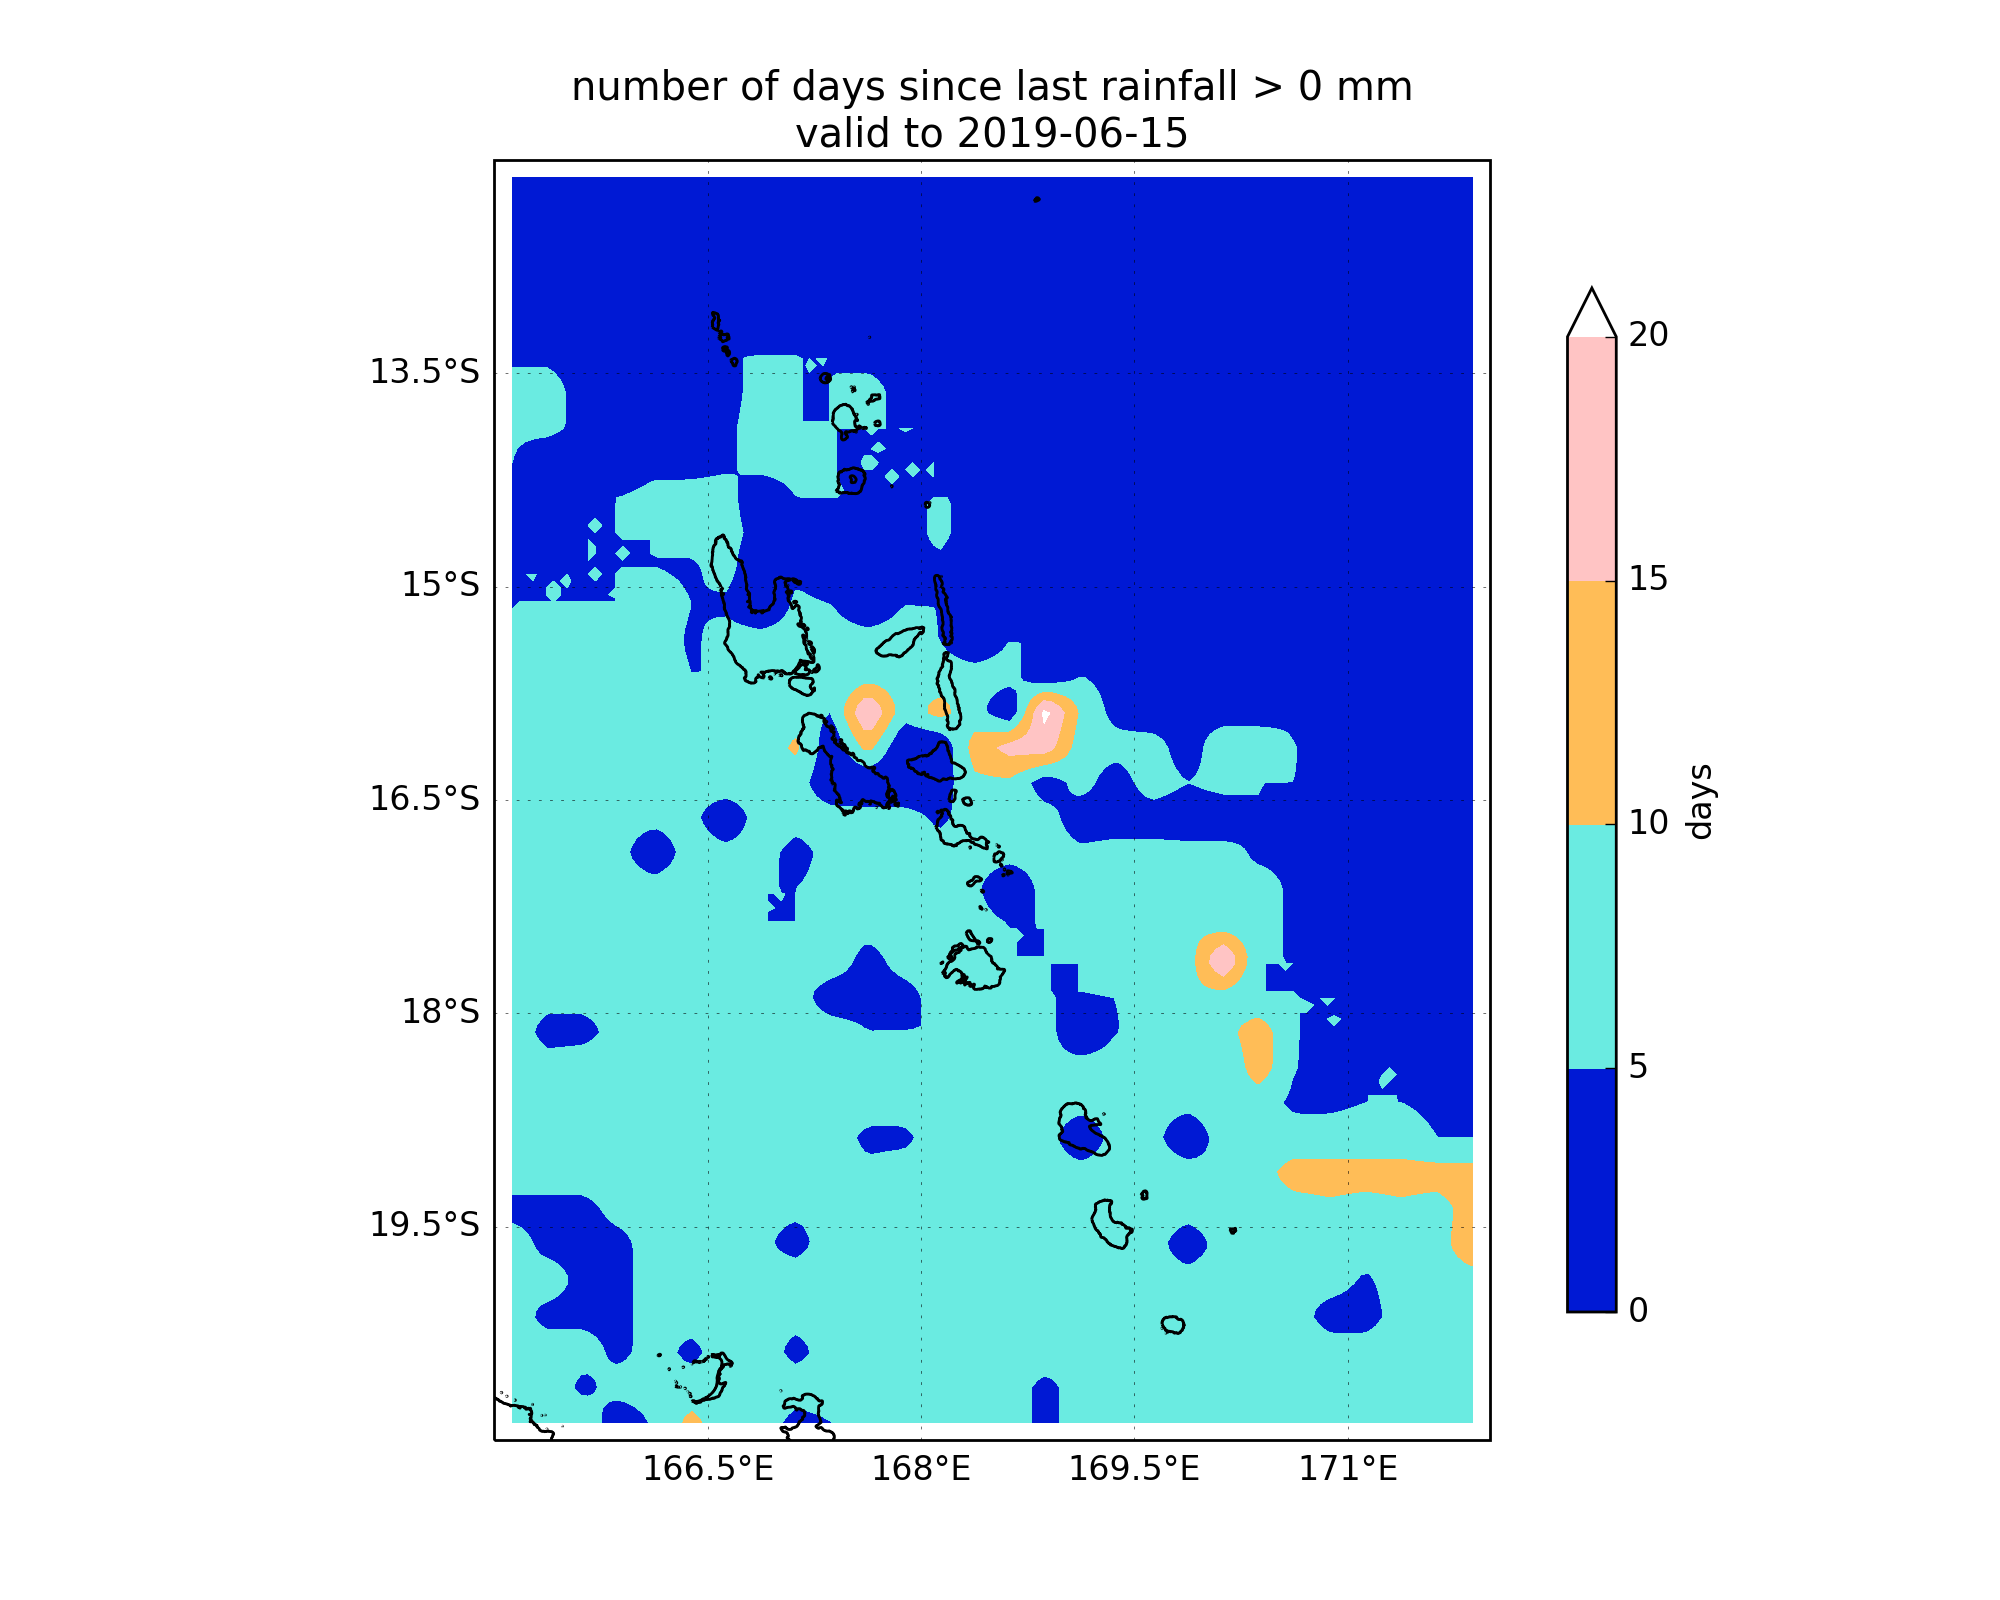 number of days since last rainfall > 0 mm
valid to 2019-06-15
13.5°S
15°S
16.5°S
18°S
19.5°S
166.5°E
168°E
169.5°E
171°E
20
15
10
5
0
days